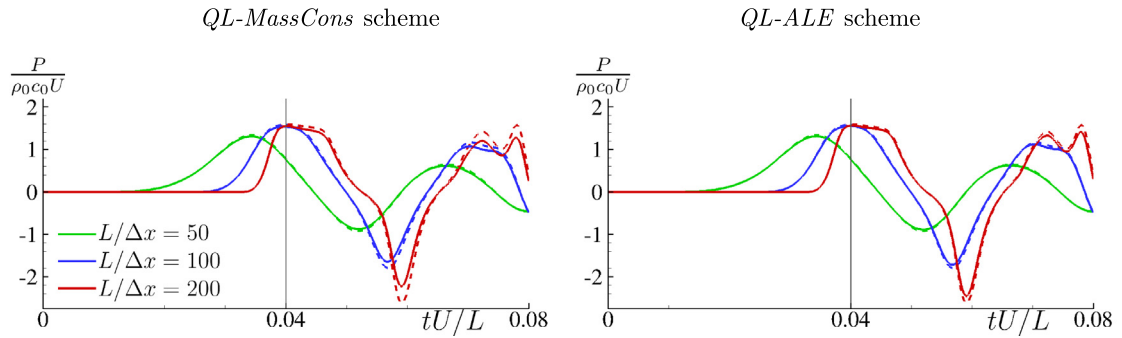 QL-MassCons scheme
P
ρ₀c₀U
2
1
0
-1
-2
L/Δx = 50
L/Δx = 100
L/Δx = 200
0
0.04
tU/L
0.08
QL-ALE scheme
P
ρ₀c₀U
2
1
0
-1
-2
0
0.04
tU/L
0.08